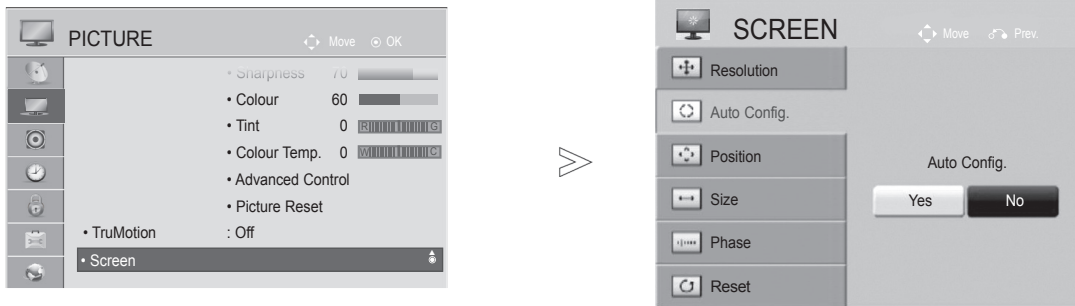 PICTURE
Move OK
• Sharpness 70
• Colour 60
• Tint 0 R G
• Colour Temp. 0 W C
• Advanced Control
• Picture Reset
• TruMotion : Off
• Screen
SCREEN
Move Prev.
Resolution
Auto Config.
Position
Size
Phase
Reset
Auto Config.
Yes No